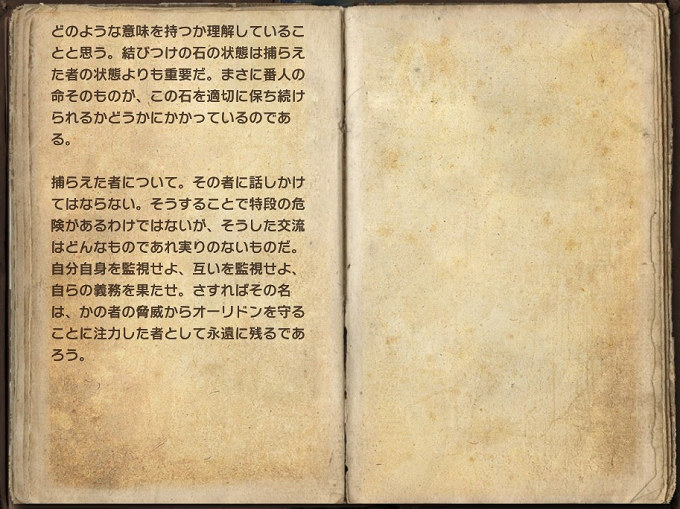 どのような意味を持つか理解しているこ
とと思う。結びつけの石の状態は捕らえ
た者の状態よりも重要だ。まさに番人の
命そのものが、この石を適切に保ち続け
られるかどうかにかかっているのであ
る。
捕らえた者について。その者に話しかけ
てはならない。そうすることで特段の危
険があるわけではないが、そうした交流
はどんなものであれ実りのないものだ。
自分自身を監視せよ、互いを監視せよ、
自らの義務を果たせ。さすればその名
は、かの者の脅威からオーリドンを守る
ことに注力した者として永遠に残るであ
ろう。